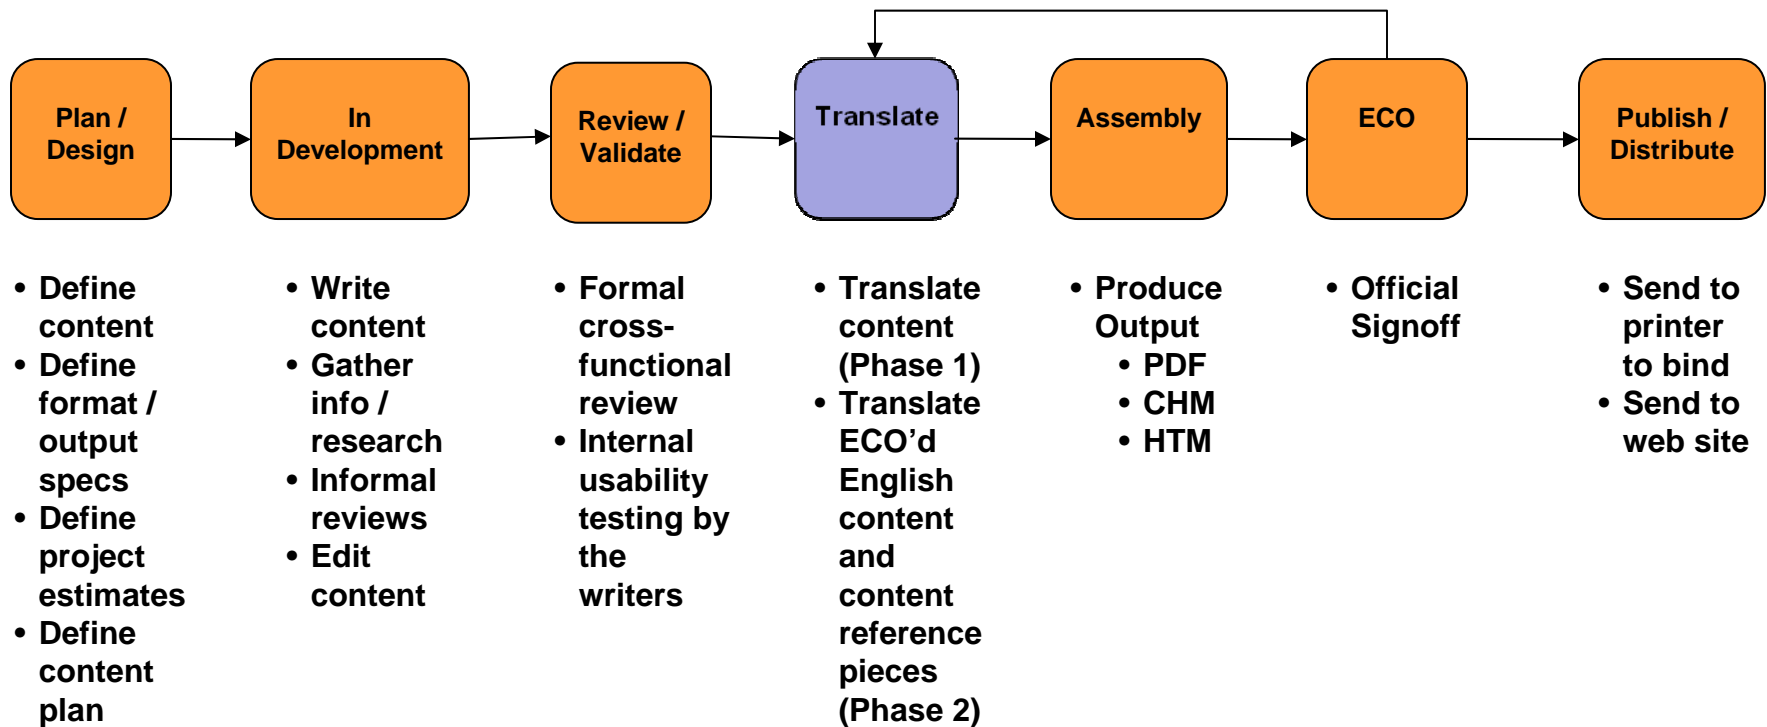 Plan /
Design
In
Development
Review /
Validate
Translate
Assembly
ECO
Publish /
Distribute
• Define
content
• Define
format /
output
specs
• Define
project
estimates
• Define
content
plan
• Write
content
• Gather
info /
research
• Informal
reviews
• Edit
content
• Formal
cross-
functional
review
• Internal
usability
testing by
the
writers
• Translate
content
(Phase 1)
• Translate
ECO’d
English
content
and
content
reference
pieces
(Phase 2)
• Produce
Output
• PDF
• CHM
• HTM
• Official
Signoff
• Send to
printer
to bind
• Send to
web site